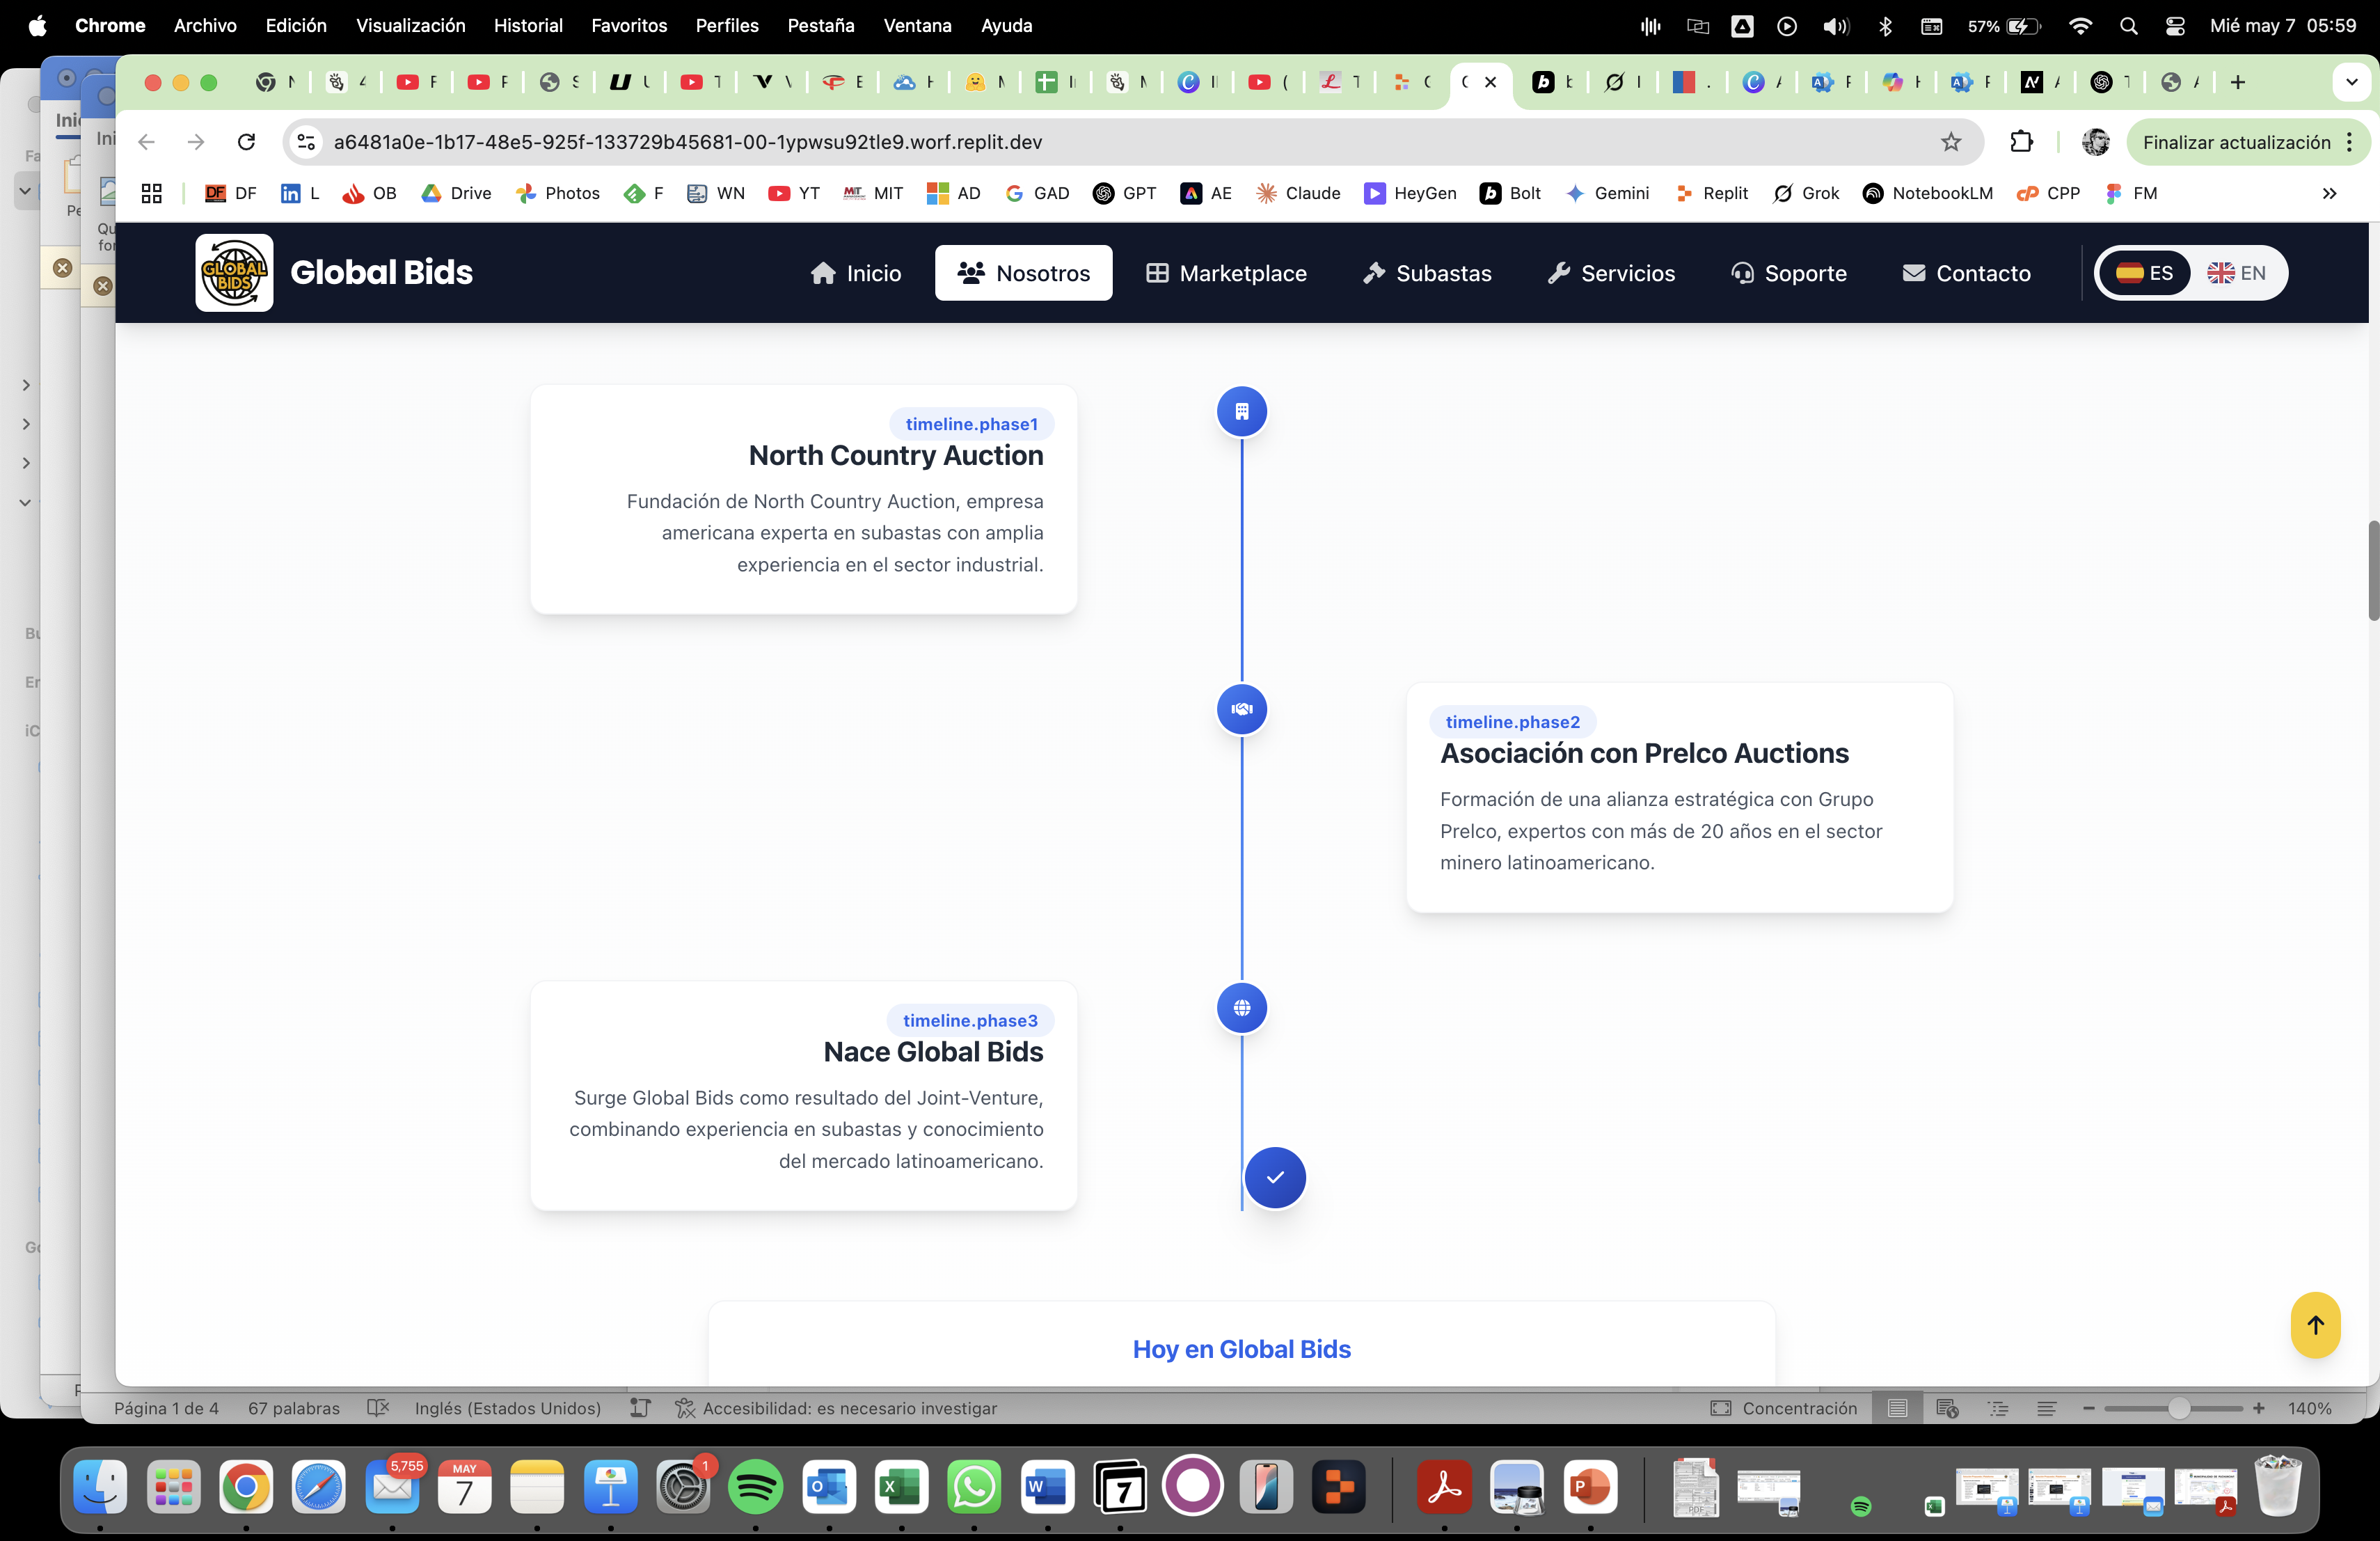 Chrome Archivo Edición Visualización Historial Favoritos Perfiles Pestaña Ventana Ayuda 57% Mié may 7 05:59
a6481a0e-1b17-48e5-925f-133729b45681-00-1ypwsu92tle9.worf.replit.dev
Finalizar actualización
DF L OB Drive Photos F WN YT MIT AD GAD GPT AE Claude HeyGen Bolt Gemini Replit Grok NotebookLM CPP FM
GLOBAL BIDS
Global Bids Inicio Nosotros Marketplace Subastas Servicios Soporte Contacto ES EN
timeline.phase1
North Country Auction
Fundación de North Country Auction, empresa
americana experta en subastas con amplia
experiencia en el sector industrial.
timeline.phase2
Asociación con Prelco Auctions
Formación de una alianza estratégica con Grupo
Prelco, expertos con más de 20 años en el sector
minero latinoamericano.
timeline.phase3
Nace Global Bids
Surge Global Bids como resultado del Joint-Venture,
combinando experiencia en subastas y conocimiento
del mercado latinoamericano.
Hoy en Global Bids
Página 1 de 4 67 palabras Inglés (Estados Unidos) Accesibilidad: es necesario investigar Concentración 140%
5,755
MAY
7
1
7